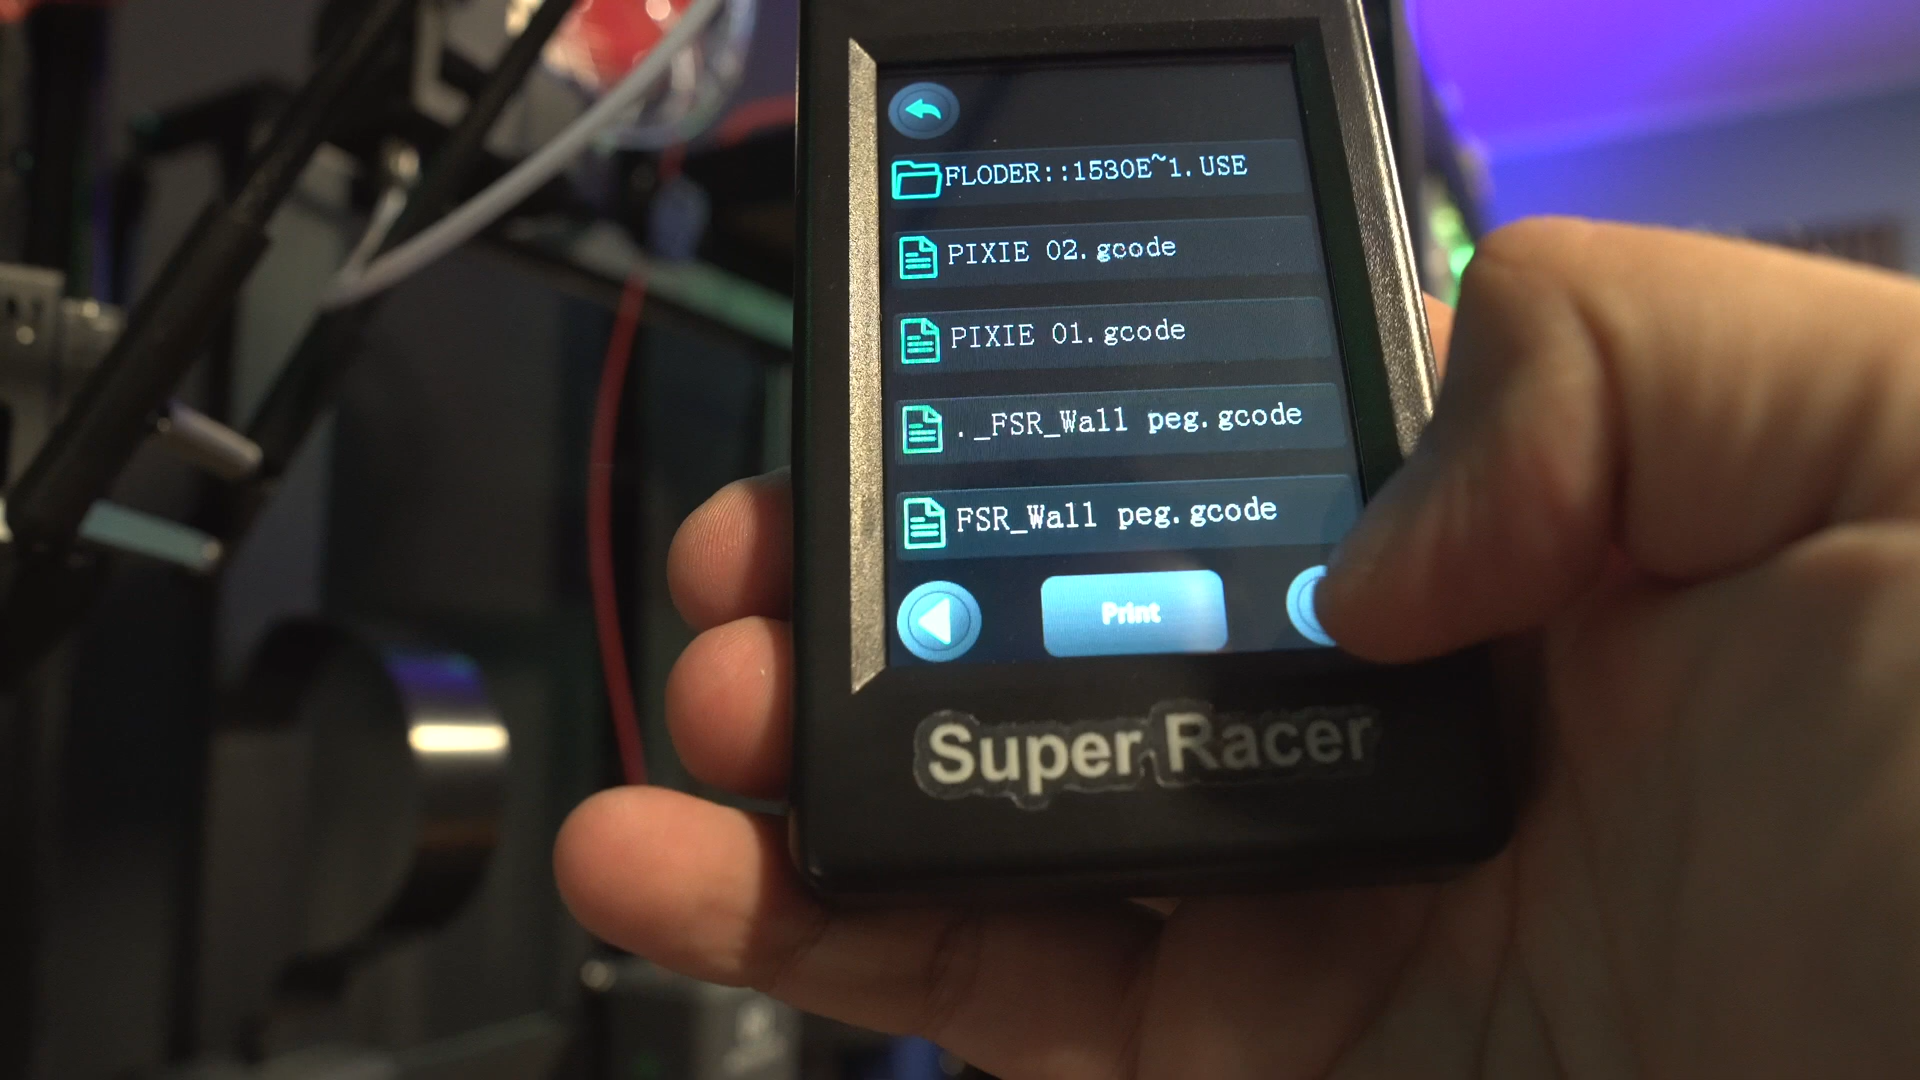 FLODER::1530E~1.USE
PIXIE 02.gcode
PIXIE 01.gcode
._FSR_Wall peg.gcode
FSR_Wall peg.gcode
Print
Super Racer